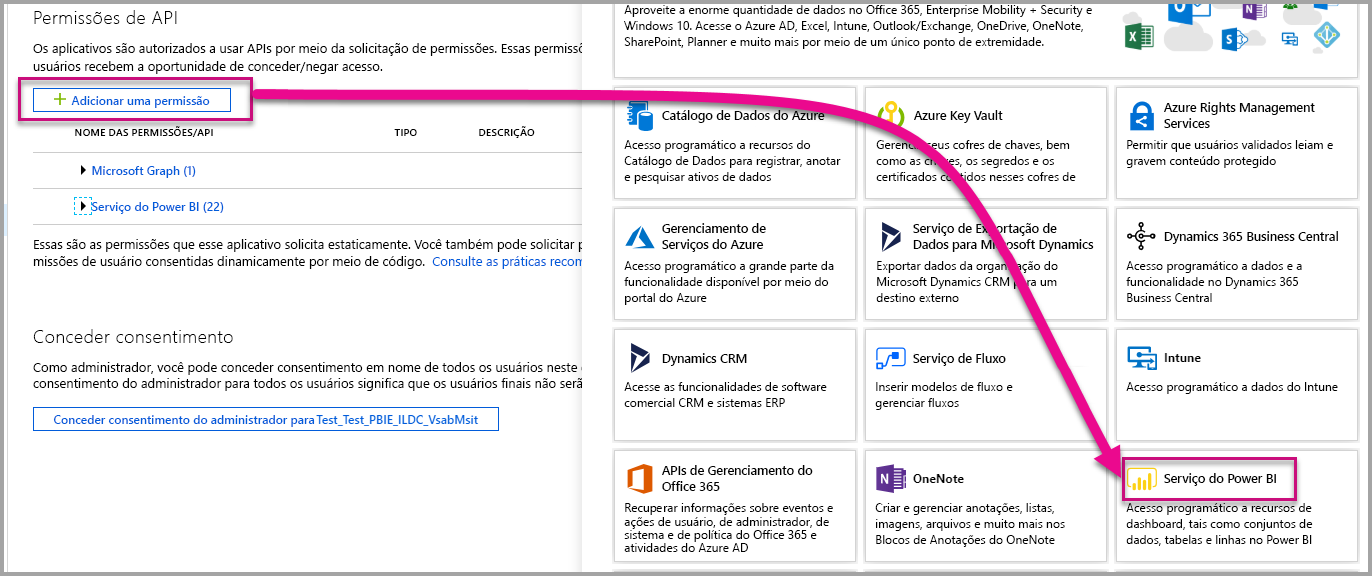 Permissões de API
Os aplicativos são autorizados a usar APIs por meio da solicitação de permissões. Essas permissõ
usuários recebem a oportunidade de conceder/negar acesso.
+ Adicionar uma permissão
NOME DAS PERMISSÕES/API TIPO DESCRIÇÃO
Microsoft Graph (1)
Serviço do Power BI (22)
Essas são as permissões que esse aplicativo solicita estaticamente. Você também pode solicitar p
missões de usuário consentidas dinamicamente por meio de código. Consulte as práticas recom
Conceder consentimento
Como administrador, você pode conceder consentimento em nome de todos os usuários neste
consentimento do administrador para todos os usuários significa que os usuários finais não serã
Conceder consentimento do administrador para Test_Test_PBIE_ILDC_VsabMsit
Aproveite a enorme quantidade de dados no Office 365, Enterprise Mobility + Security e
Windows 10. Acesse o Azure AD, Excel, Intune, Outlook/Exchange, OneDrive, OneNote,
SharePoint, Planner e muito mais por meio de um único ponto de extremidade.
Catálogo de Dados do Azure
Acesso programático a recursos do
Catálogo de Dados para registrar, anotar
e pesquisar ativos de dados
Azure Key Vault
Gerenciar seus cofres de chaves, bem
como as chaves, os segredos e os
certificados contidos nesses cofres de
Azure Rights Management
Services
Permitir que usuários validados leiam e
gravem conteúdo protegido
Gerenciamento de
Serviços do Azure
Acesso programático a grande parte da
funcionalidade disponível por meio do
portal do Azure
Serviço de Exportação de
Dados para Microsoft Dynamics
Exportar dados da organização do
Microsoft Dynamics CRM para um
destino externo
Dynamics 365 Business Central
Acesso programático a dados e a
funcionalidade no Dynamics 365
Business Central
Dynamics CRM
Acesse as funcionalidades de software
comercial CRM e sistemas ERP
Serviço de Fluxo
Inserir modelos de fluxo e
gerenciar fluxos
Intune
Acesso programático a dados do Intune
APIs de Gerenciamento do
Office 365
Recuperar informações sobre eventos e
ações de usuário, de administrador, de
sistema e de política do Office 365 e
atividades do Azure AD
OneNote
Criar e gerenciar anotações, listas,
imagens, arquivos e muito mais nos
Blocos de Anotações do OneNote
Serviço do Power BI
Acesso programático a recursos de
dashboard, tais como conjuntos de
dados, tabelas e linhas no Power BI